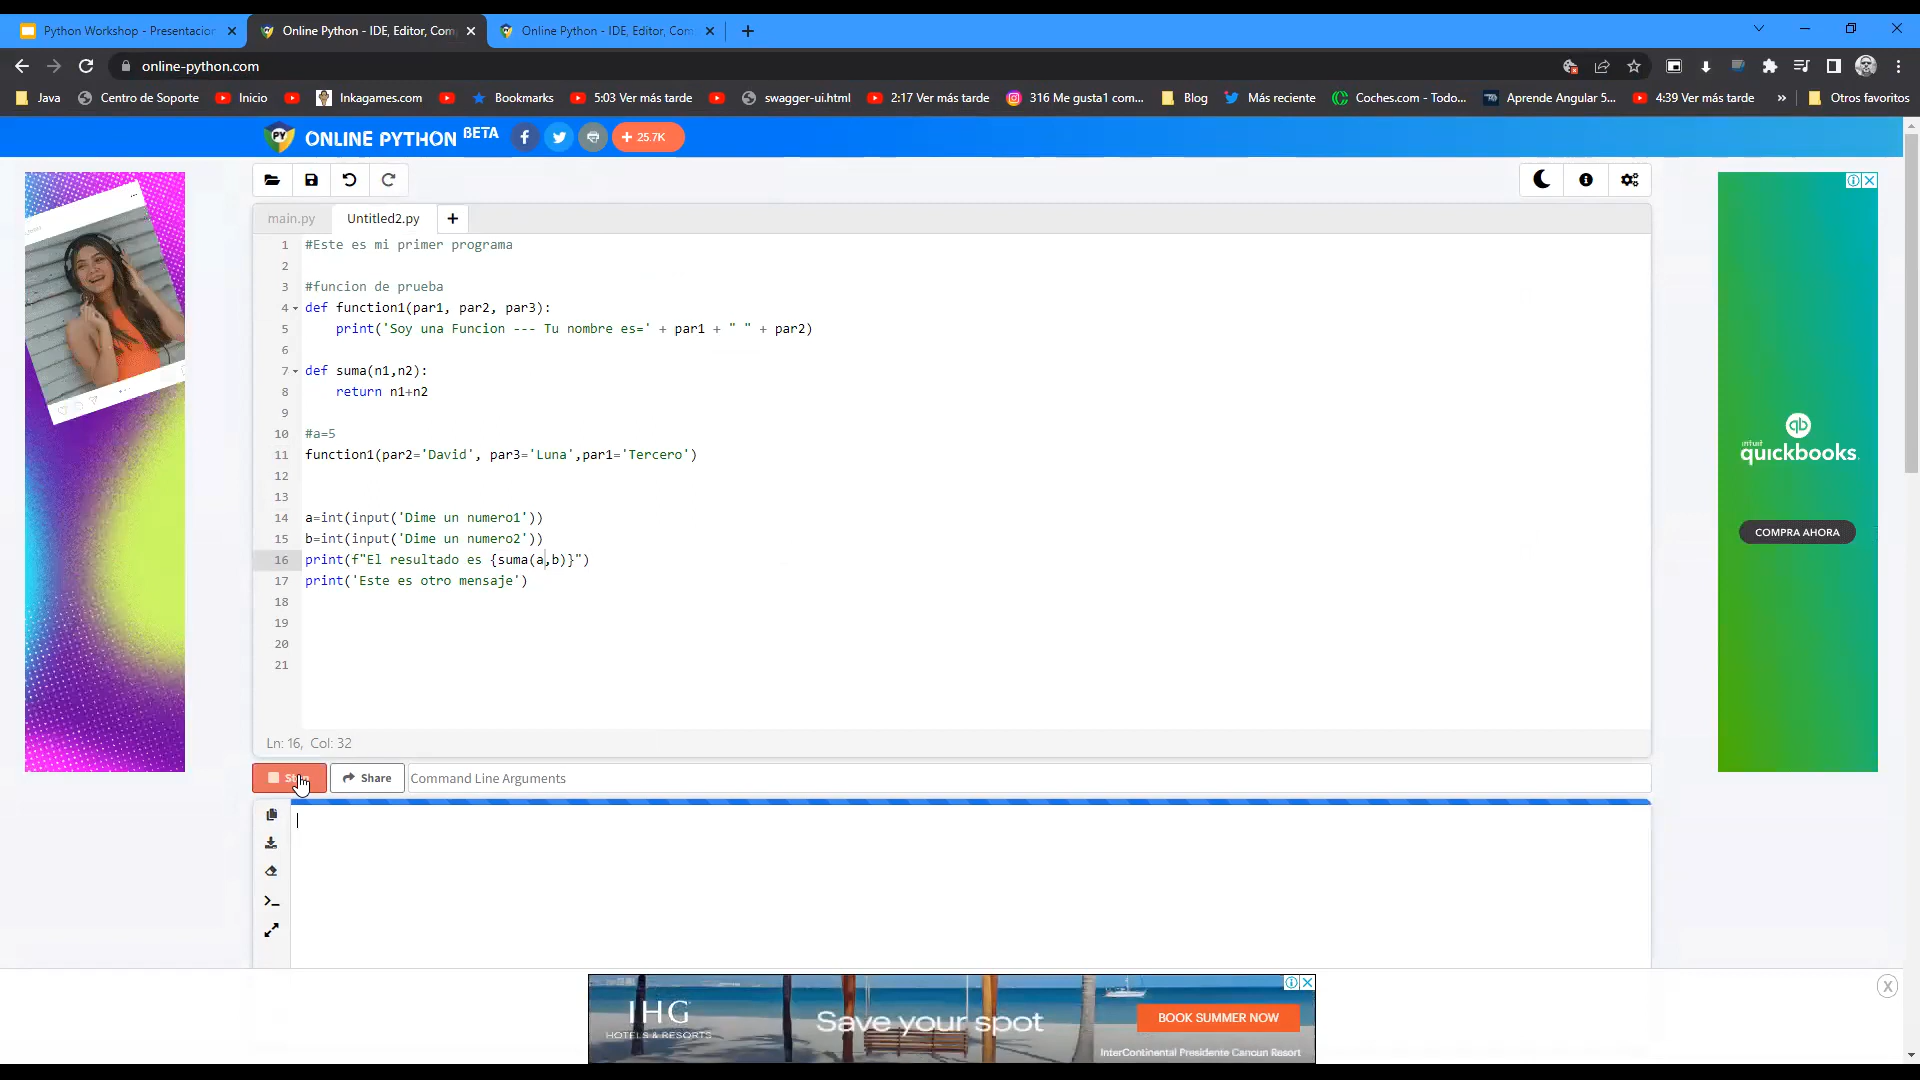 Python Workshop - Presentacion
Online Python - IDE, Editor, Com
Online Python - IDE, Editor, Com
online-python.com
Java
Centro de Soporte
Inicio
Inkagames.com
Bookmarks
5:03 Ver más tarde
swagger-ui.html
2:17 Ver más tarde
316 Me gusta1 com...
Blog
Más reciente
Coches.com - Todo...
Aprende Angular 5...
4:39 Ver más tarde
»
Otros favoritos
PY
ONLINE PYTHON BETA
+ 25.7K
main.py
Untitled2.py
+
1 #Este es mi primer programa
2
3 #funcion de prueba
4 def function1(par1, par2, par3):
5 print('Soy una Funcion --- Tu nombre es=' + par1 + " " + par2)
6
7 def suma(n1,n2):
8 return n1+n2
9
10 #a=5
11 function1(par2='David', par3='Luna',par1='Tercero')
12
13
14 a=int(input('Dime un numero1'))
15 b=int(input('Dime un numero2'))
16 print(f"El resultado es {suma(a,b)}")
17 print('Este es otro mensaje')
18
19
20
21
Ln: 16, Col: 32
Share
Command Line Arguments
qb
intuit
quickbooks.
COMPRA AHORA
IHG
HOTELS & RESORTS
Save your spot
BOOK SUMMER NOW
InterContinental Presidente Cancun Resort
X